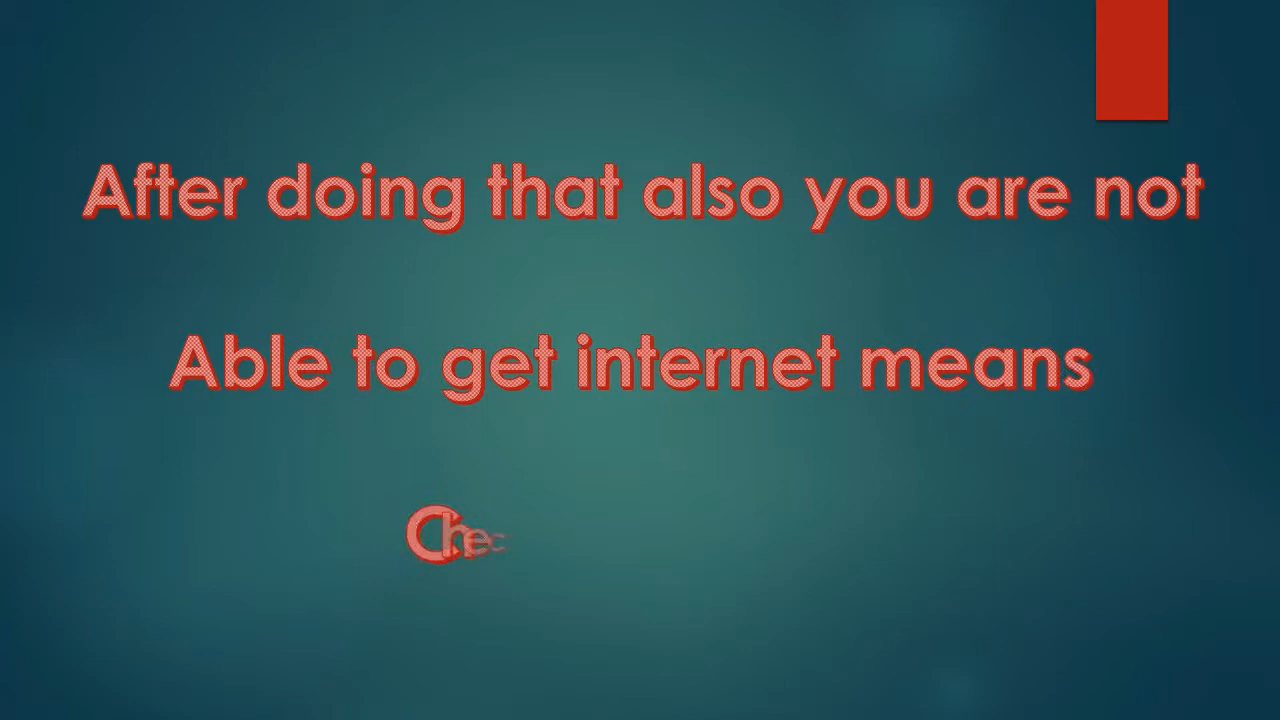 After doing that also you are not
Able to get internet means